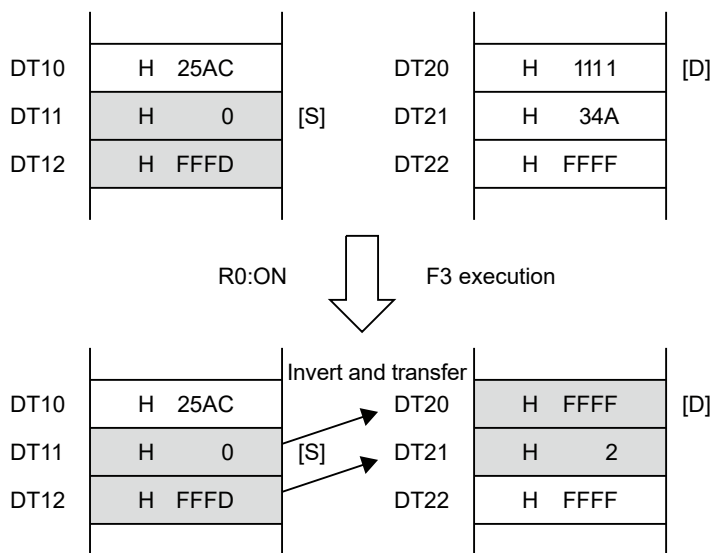 DT10 H 25AC DT20 H 1111 [D]
DT11 H 0 [S] DT21 H 34A
DT12 H FFFD DT22 H FFFF
R0:ON F3 execution
Invert and transfer
DT10 H 25AC DT20 H FFFF [D]
DT11 H 0 [S] DT21 H 2
DT12 H FFFD DT22 H FFFF